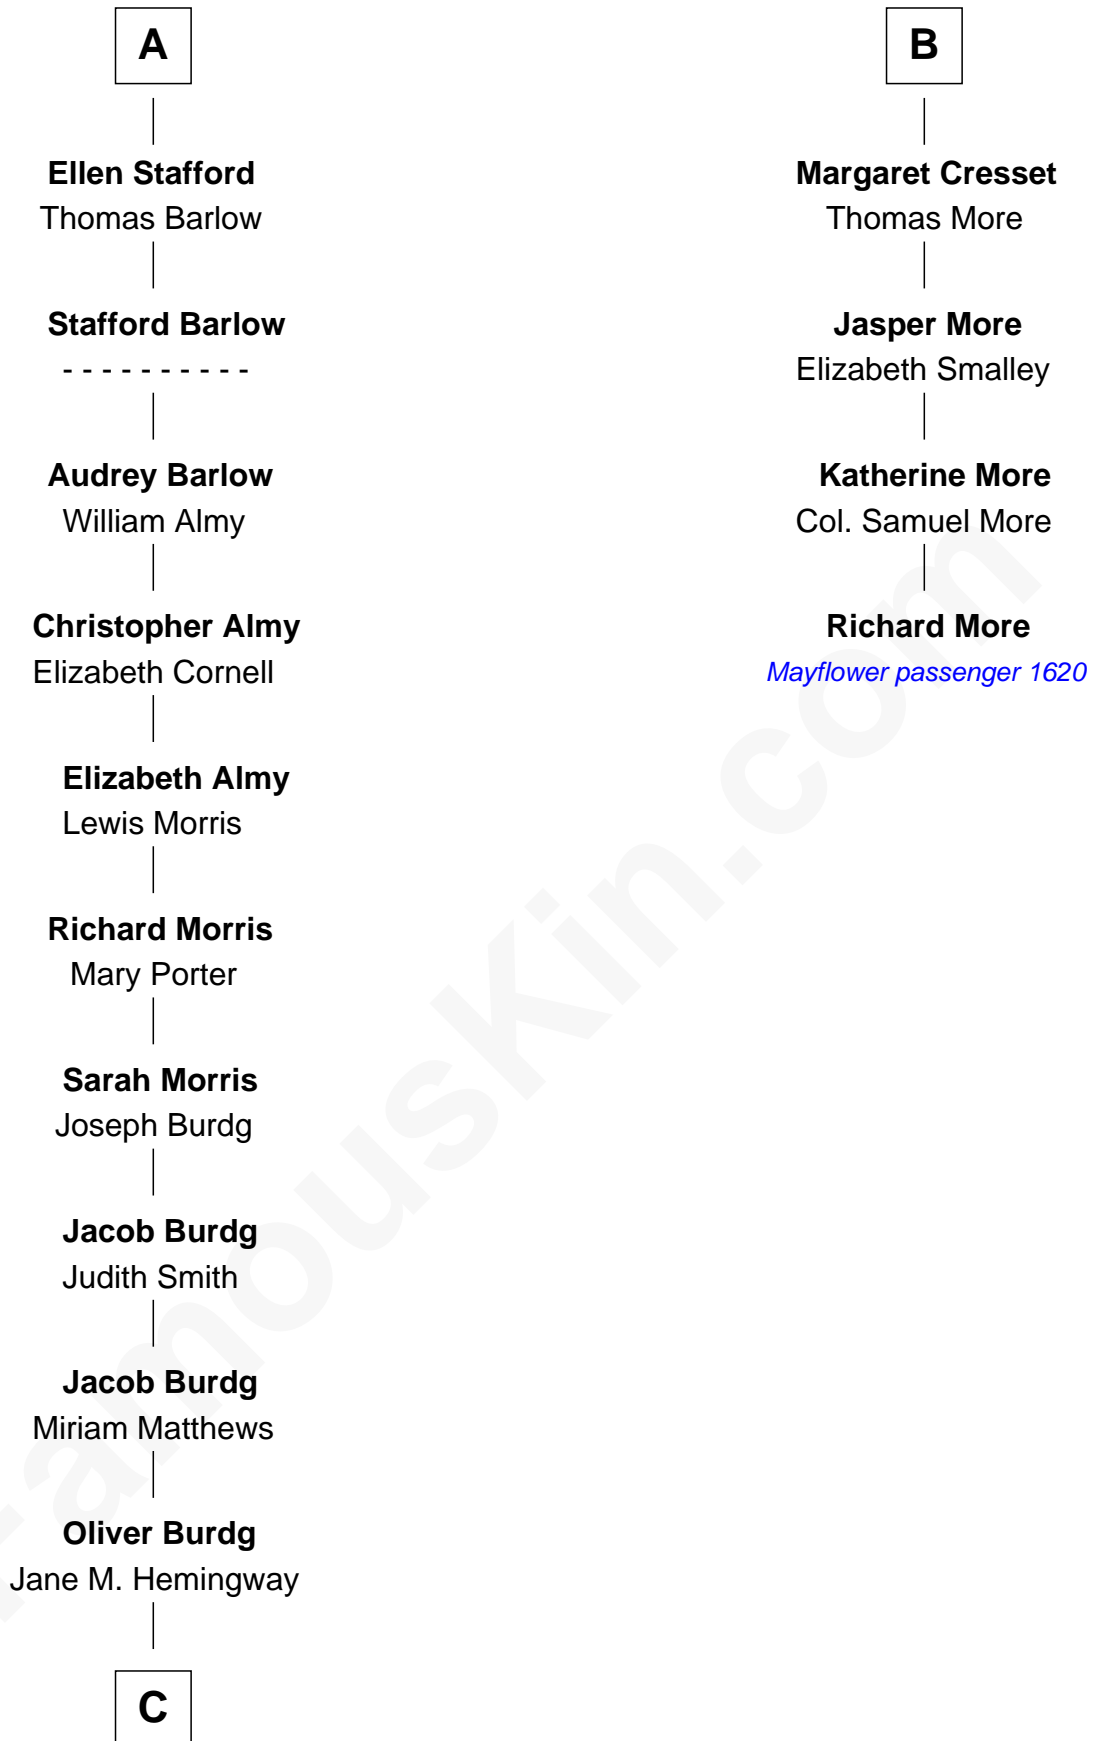 A
Ellen Stafford
Thomas Barlow
Stafford Barlow
- - - - - - - - - -
Audrey Barlow
William Almy
Christopher Almy
Elizabeth Cornell
Elizabeth Almy
Lewis Morris
Richard Morris
Mary Porter
Sarah Morris
Joseph Burdg
Jacob Burdg
Judith Smith
Jacob Burdg
Miriam Matthews
Oliver Burdg
Jane M. Hemingway
C
B
Margaret Cresset
Thomas More
Jasper More
Elizabeth Smalley
Katherine More
Col. Samuel More
Richard More
Mayflower passenger 1620
FamousKin.com